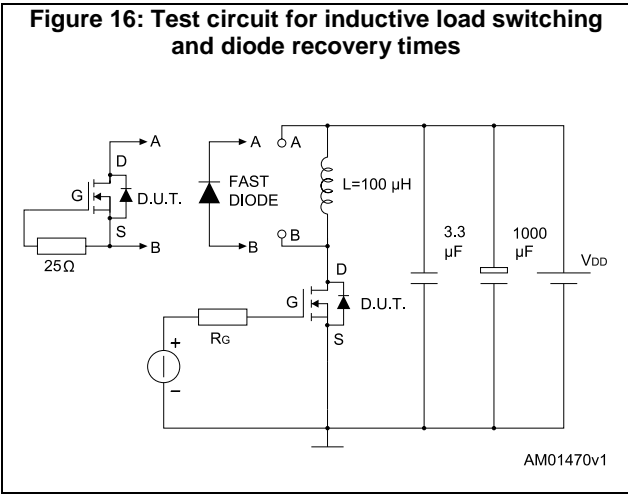 Figure 16: Test circuit for inductive load switching
and diode recovery times
A
D
G
D.U.T.
S
B
25Ω
A
FAST
DIODE
B
A
B
L=100 µH
D
G
D.U.T.
S
RG
+
−
3.3
µF
1000
µF
VDD
AM01470v1